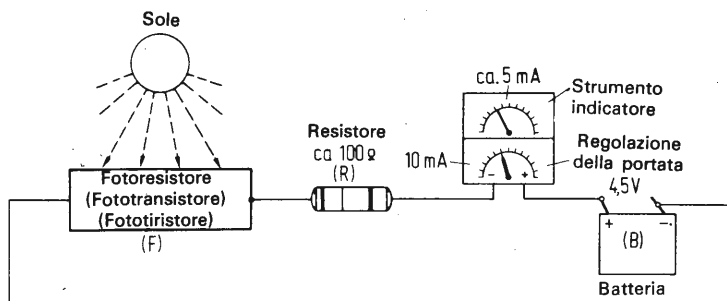 Sole
ca. 5 mA
Strumento
indicatore
Resistore
ca 100 Ω
(R)
10 mA
- +
Regolazione
della portata
4,5V
Fotoresistore
(Fototransistore)
(Fototiristore)
(F)
+ -
(B)
Batteria